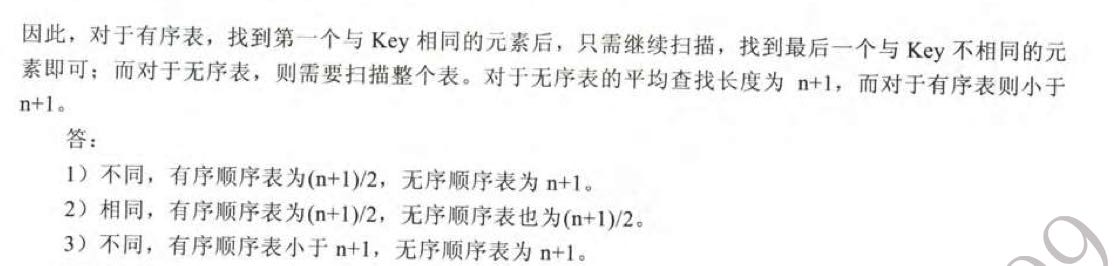 因此，对于有序表，找到第一个与 Key 相同的元素后，只需继续扫描，找到最后一个与 Key 不相同的元
素即可；而对于无序表，则需要扫描整个表。对于无序表的平均查找长度为 n+1，而对于有序表则小于
n+1。
答：
1）不同，有序顺序表为(n+1)/2，无序顺序表为 n+1。
2）相同，有序顺序表为(n+1)/2，无序顺序表也为(n+1)/2。
3）不同，有序顺序表小于 n+1，无序顺序表为 n+1。